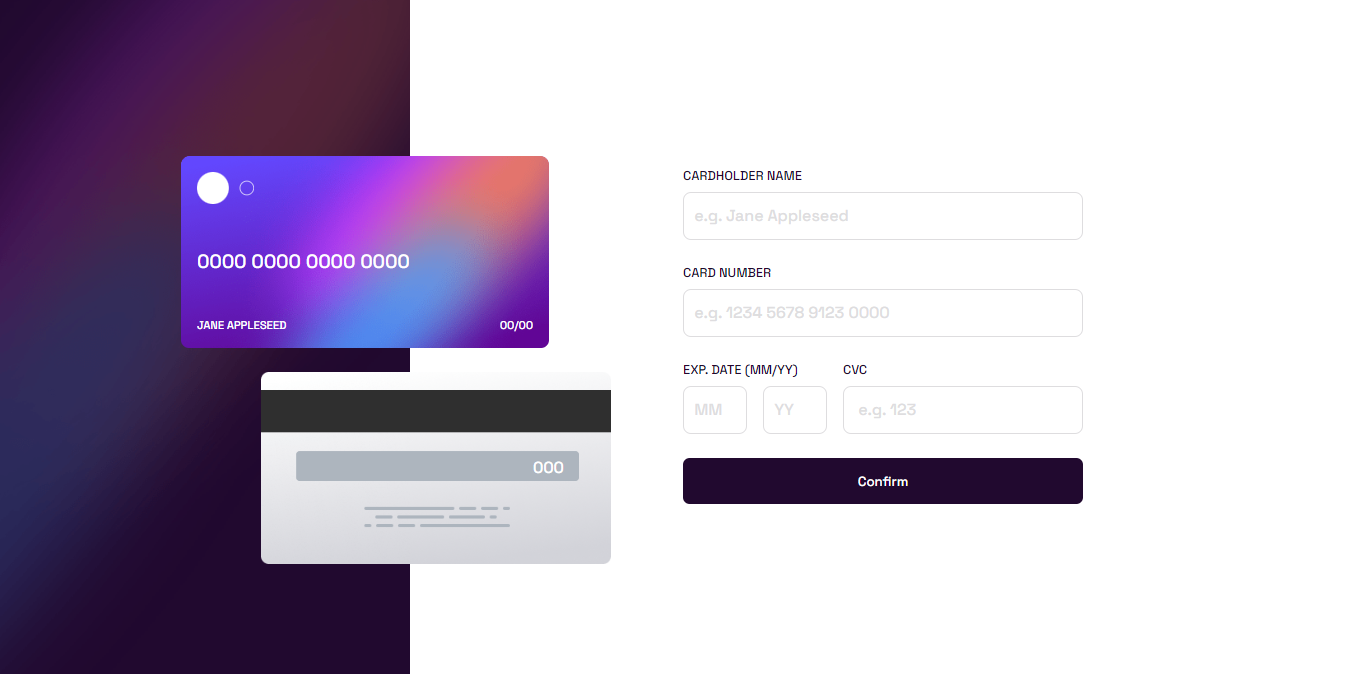 0000 0000 0000 0000
JANE APPLESEED 00/00
000
CARDHOLDER NAME
e.g. Jane Appleseed
CARD NUMBER
e.g. 1234 5678 9123 0000
EXP. DATE (MM/YY) CVC
MM YY e.g. 123
Confirm